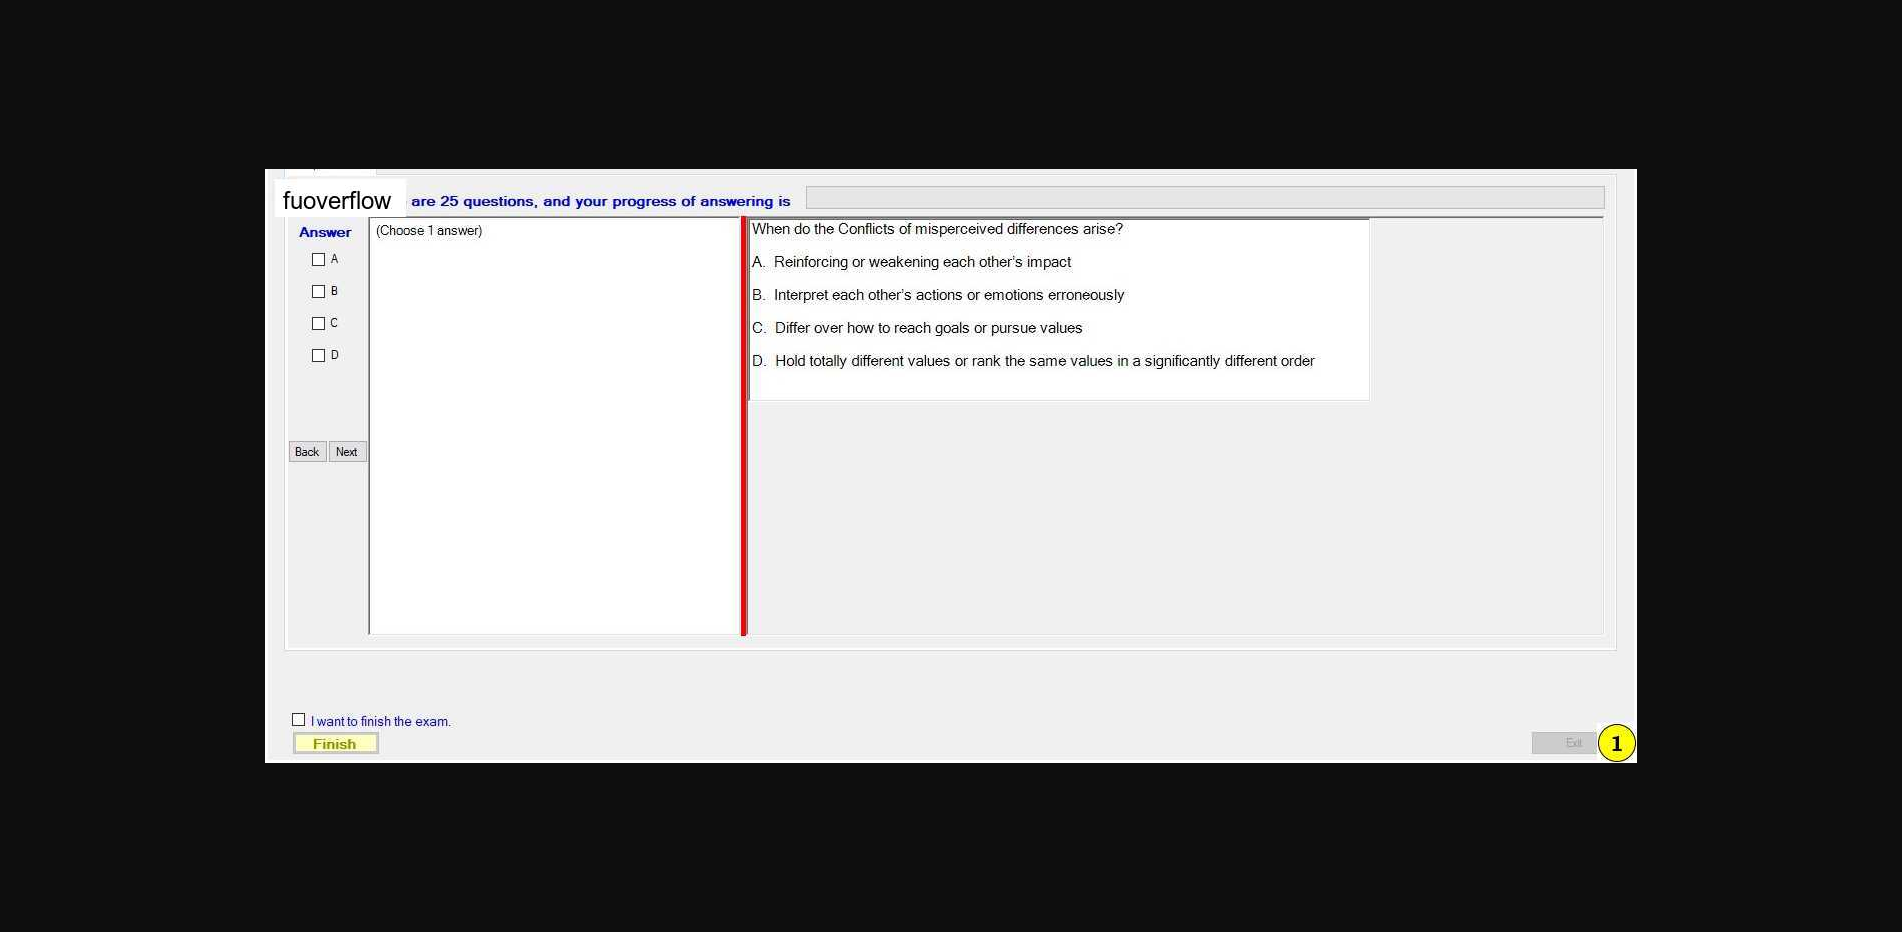 fuoverflow are 25 questions, and your progress of answering is
Answer
(Choose 1 answer)
A
B
C
D
Back Next
When do the Conflicts of misperceived differences arise?
A. Reinforcing or weakening each other's impact
B. Interpret each other's actions or emotions erroneously
C. Differ over how to reach goals or pursue values
D. Hold totally different values or rank the same values in a significantly different order
I want to finish the exam.
Finish
Exit
1